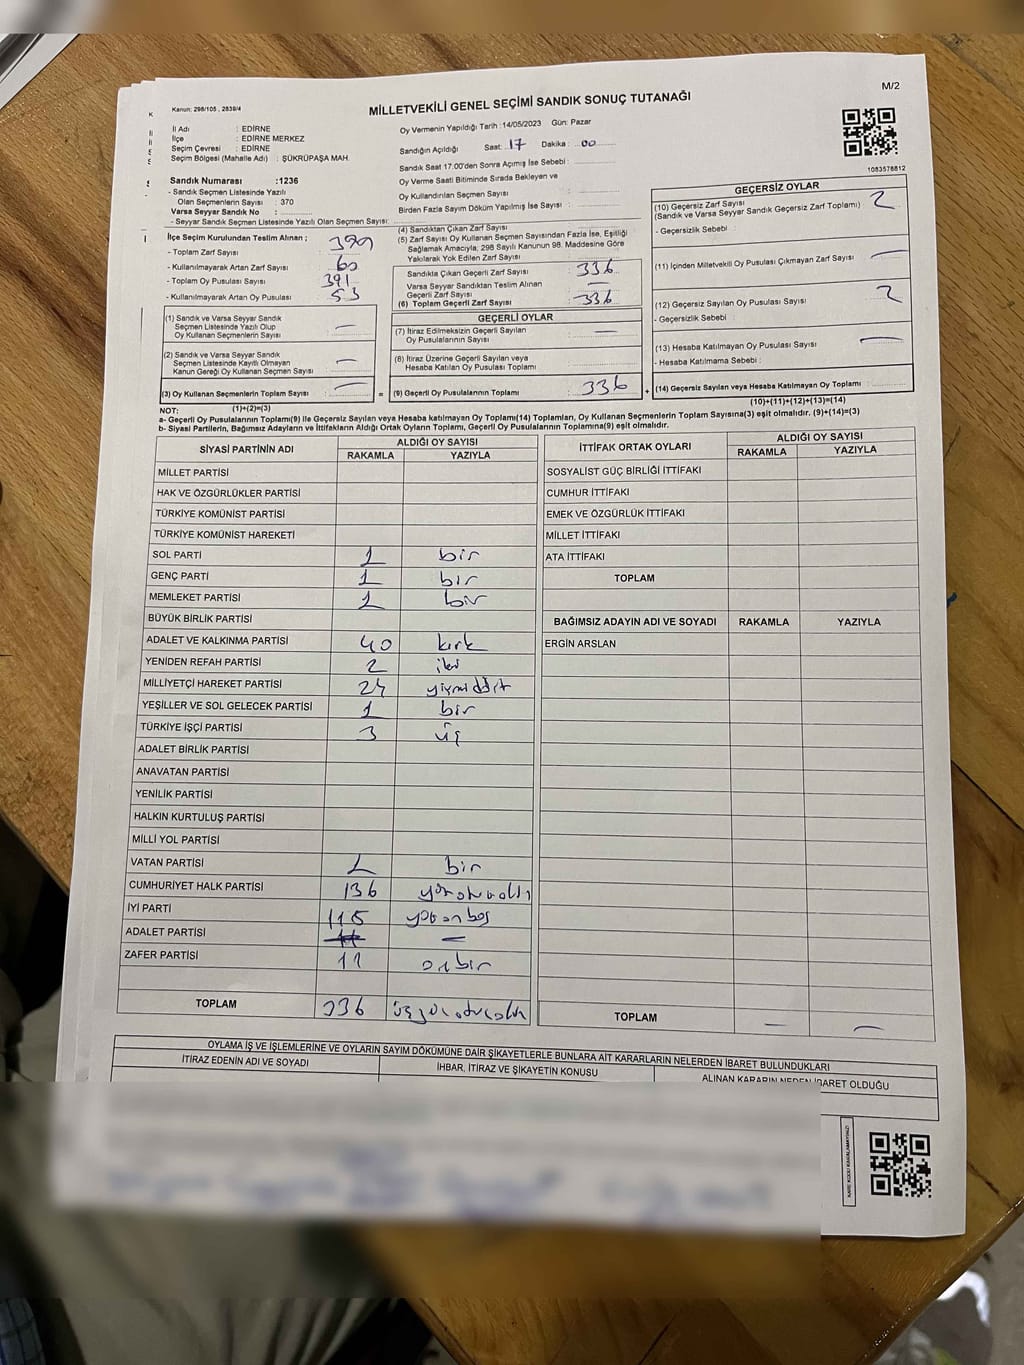 M/2
Kanun: 298/105 , 2839/4
MİLLETVEKİLİ GENEL SEÇİMİ SANDIK SONUÇ TUTANAĞI
İl Adı : EDİRNE
İlçe : EDİRNE MERKEZ
Seçim Çevresi : EDİRNE
Seçim Bölgesi (Mahalle Adı) : ŞÜKRÜPAŞA MAH.
Oy Vermenin Yapıldığı Tarih :14/05/2023 Gün: Pazar
Sandığın Açıldığı Saat: 17 Dakika : 00
Sandık Saat 17.00'den Sonra Açımış İse Sebebi :
Oy Verme Saati Bitiminde Sırada Bekleyen ve
Oy Kullandırılan Seçmen Sayısı :
Birden Fazla Sayım Döküm Yapılmış İse Sayısı :
1083578812
Sandık Numarası :1236
- Sandık Seçmen Listesinde Yazılı
Olan Seçmenlerin Sayısı : 370
Varsa Seyyar Sandık No :
- Seyyar Sandık Seçmen Listesinde Yazılı Olan Seçmen Sayısı:
İlçe Seçim Kurulundan Teslim Alınan ;
- Toplam Zarf Sayısı
- Kullanılmayarak Artan Zarf Sayısı 60
- Toplam Oy Pusulası Sayısı 391
- Kullanılmayarak Artan Oy Pusulası 53
(4) Sandıktan Çıkan Zarf Sayısı
(5) Zarf Sayısı Oy Kullanan Seçmen Sayısından Fazla İse, Eşitliği
Sağlamak Amacıyla, 298 Sayılı Kanunun 98. Maddesine Göre
Yakılarak Yok Edilen Zarf Sayısı
Sandıkta Çıkan Geçerli Zarf Sayısı : 336
Varsa Seyyar Sandıktan Teslim Alınan
Geçerli Zarf Sayısı : —
(6) Toplam Geçerli Zarf Sayısı : 336
GEÇERSİZ OYLAR
(10) Geçersiz Zarf Sayısı : 2
(Sandık ve Varsa Seyyar Sandık Geçersiz Zarf Toplamı)
- Geçersizlik Sebebi :
(11) İçinden Milletvekili Oy Pusulası Çıkmayan Zarf Sayısı : —
(12) Geçersiz Sayılan Oy Pusulası Sayısı : 2
- Geçersizlik Sebebi :
(13) Hesaba Katılmayan Oy Pusulası Sayısı : —
- Hesaba Katılmama Sebebi :
(14) Geçersiz Sayılan veya Hesaba Katılmayan Oy Toplamı :
(10)+(11)+(12)+(13)=(14)
(1) Sandık ve Varsa Seyyar Sandık
Seçmen Listesinde Yazılı Olup
Oy Kullanan Seçmenlerin Sayısı : —
(2) Sandık ve Varsa Seyyar Sandık
Seçmen Listesinde Kayıtlı Olmayan
Kanun Gereği Oy Kullanan Seçmen Sayısı : —
(3) Oy Kullanan Seçmenlerin Toplam Sayısı : —
(1)+(2)=(3)
GEÇERLİ OYLAR
(7) İtiraz Edilmeksizin Geçerli Sayılan
Oy Pusulalarının Sayısı : —
(8) İtiraz Üzerine Geçerli Sayılan veya
Hesaba Katılan Oy Pusulası Toplamı :
= (9) Geçerli Oy Pusulalarının Toplamı : 336 +
NOT:
a- Geçerli Oy Pusulalarının Toplamı(9) ile Geçersiz Sayılan veya Hesaba katılmayan Oy Toplamı(14) Toplamları, Oy Kullanan Seçmenlerin Toplam Sayısına(3) eşit olmalıdır. (9)+(14)=(3)
b- Siyasi Partilerin, Bağımsız Adayların ve İttifakların Aldığı Ortak Oyların Toplamı, Geçerli Oy Pusulalarının Toplamına(9) eşit olmalıdır.
SİYASİ PARTİNİN ADI ALDIĞI OY SAYISI
RAKAMLA YAZIYLA
MİLLET PARTİSİ
HAK VE ÖZGÜRLÜKLER PARTİSİ
TÜRKİYE KOMÜNİST PARTİSİ
TÜRKİYE KOMÜNİST HAREKETİ
SOL PARTİ 1 bir
GENÇ PARTİ 1 bir
MEMLEKET PARTİSİ 1 bir
BÜYÜK BİRLİK PARTİSİ
ADALET VE KALKINMA PARTİSİ 40 kırk
YENİDEN REFAH PARTİSİ 2 iki
MİLLİYETÇİ HAREKET PARTİSİ 24 yirmidört
YEŞİLLER VE SOL GELECEK PARTİSİ 1 bir
TÜRKİYE İŞÇİ PARTİSİ 3 üç
ADALET BİRLİK PARTİSİ
ANAVATAN PARTİSİ
YENİLİK PARTİSİ
HALKIN KURTULUŞ PARTİSİ
MİLLİ YOL PARTİSİ
VATAN PARTİSİ 1 bir
CUMHURİYET HALK PARTİSİ 136
İYİ PARTİ 115
ADALET PARTİSİ —
ZAFER PARTİSİ 11 onbir
TOPLAM 336
İTTİFAK ORTAK OYLARI ALDIĞI OY SAYISI
RAKAMLA YAZIYLA
SOSYALİST GÜÇ BİRLİĞİ İTTİFAKI
CUMHUR İTTİFAKI
EMEK VE ÖZGÜRLÜK İTTİFAKI
MİLLET İTTİFAKI
ATA İTTİFAKI
TOPLAM
BAĞIMSIZ ADAYIN ADI VE SOYADI RAKAMLA YAZIYLA
ERGİN ARSLAN
TOPLAM — —
OYLAMA İŞ VE İŞLEMLERİNE VE OYLARIN SAYIM DÖKÜMÜNE DAİR ŞİKAYETLERLE BUNLARA AİT KARARLARIN NELERDEN İBARET BULUNDUKLARI
İTİRAZ EDENİN ADI VE SOYADI İHBAR, İTİRAZ VE ŞİKAYETİN KONUSU ALINAN KARARIN NEDEN İBARET OLDUĞU